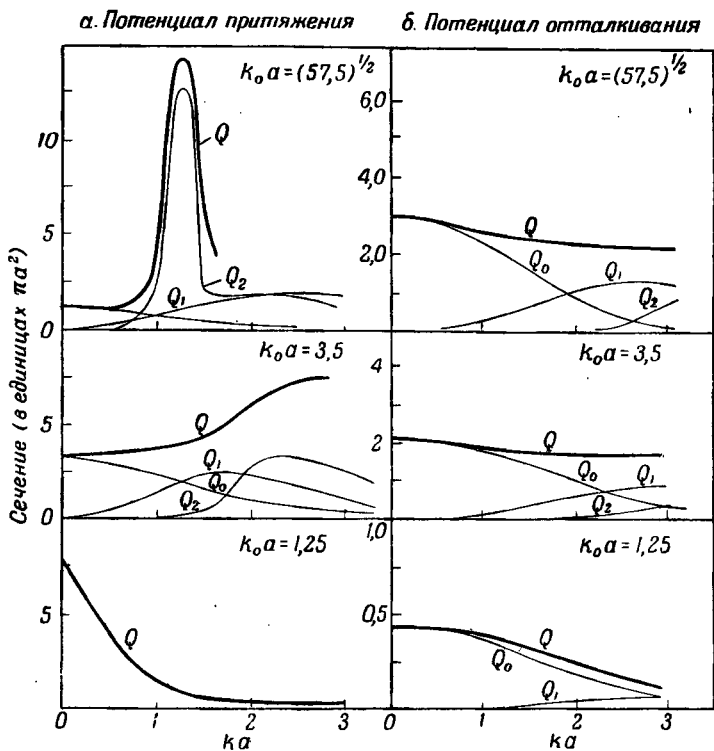 а. Потенциал притяжения
б. Потенциал отталкивания
Сечение (в единицах πa²)
k₀a=(57,5)^1/2
10
5
0
Q
Q₂
Q₁
k₀a=(57,5)^1/2
6,0
4,0
2,0
0
Q
Q₀
Q₁
Q₂
k₀a=3,5
5
0
Q
Q₁
Q₀
Q₂
k₀a=3,5
4
2
0
Q
Q₀
Q₁
Q₂
k₀a=1,25
5
Q
0 1 2 3
ka
k₀a=1,25
1,0
0,5
0
Q
Q₀
Q₁
0 1 2 3
ka